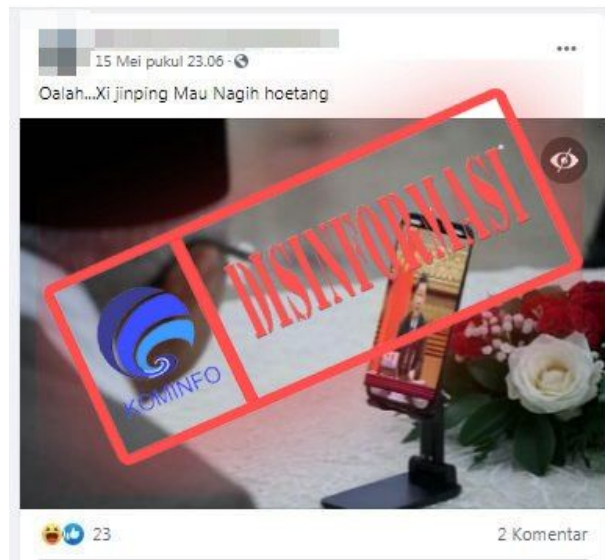 15 Mei pukul 23.06
Oalah...Xi jinping Mau Nagih hoetang
DISINFORMASI
KOMINFO
23
2 Komentar